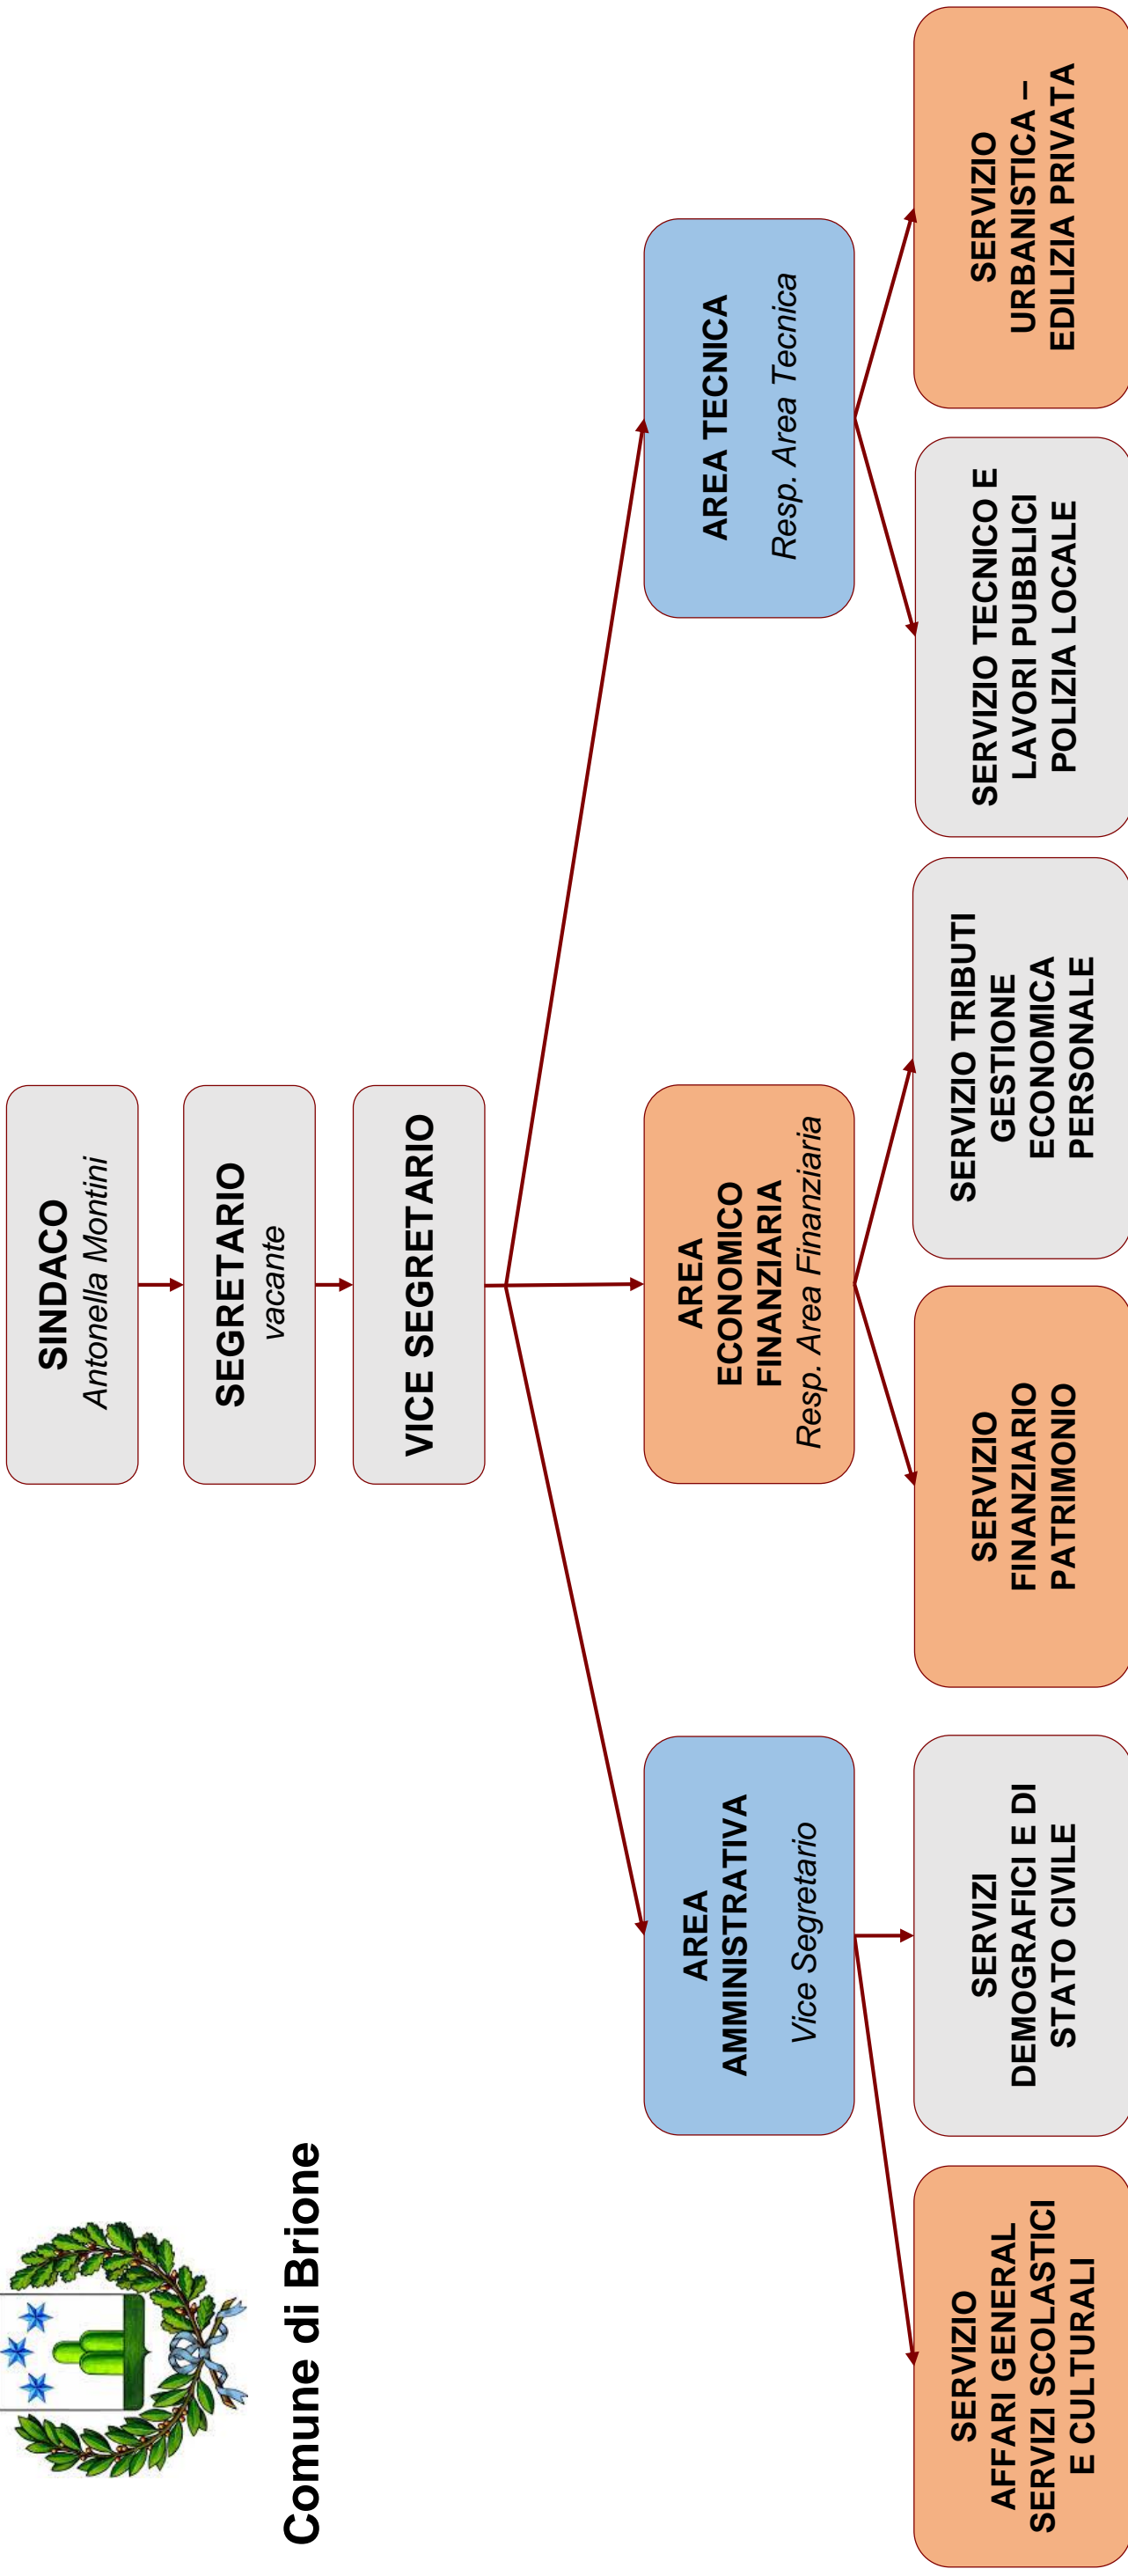 Comune di Brione
SINDACO
Antonella Montini
SEGRETARIO
vacante
VICE SEGRETARIO
AREA
AMMINISTRATIVA
Vice Segretario
AREA
ECONOMICO
FINANZIARIA
Resp. Area Finanziaria
AREA TECNICA
Resp. Area Tecnica
SERVIZIO
AFFARI GENERAL
SERVIZI SCOLASTICI
E CULTURALI
SERVIZI
DEMOGRAFICI E DI
STATO CIVILE
SERVIZIO
FINANZIARIO
PATRIMONIO
SERVIZIO TRIBUTI
GESTIONE
ECONOMICA
PERSONALE
SERVIZIO TECNICO E
LAVORI PUBBLICI
POLIZIA LOCALE
SERVIZIO
URBANISTICA –
EDILIZIA PRIVATA